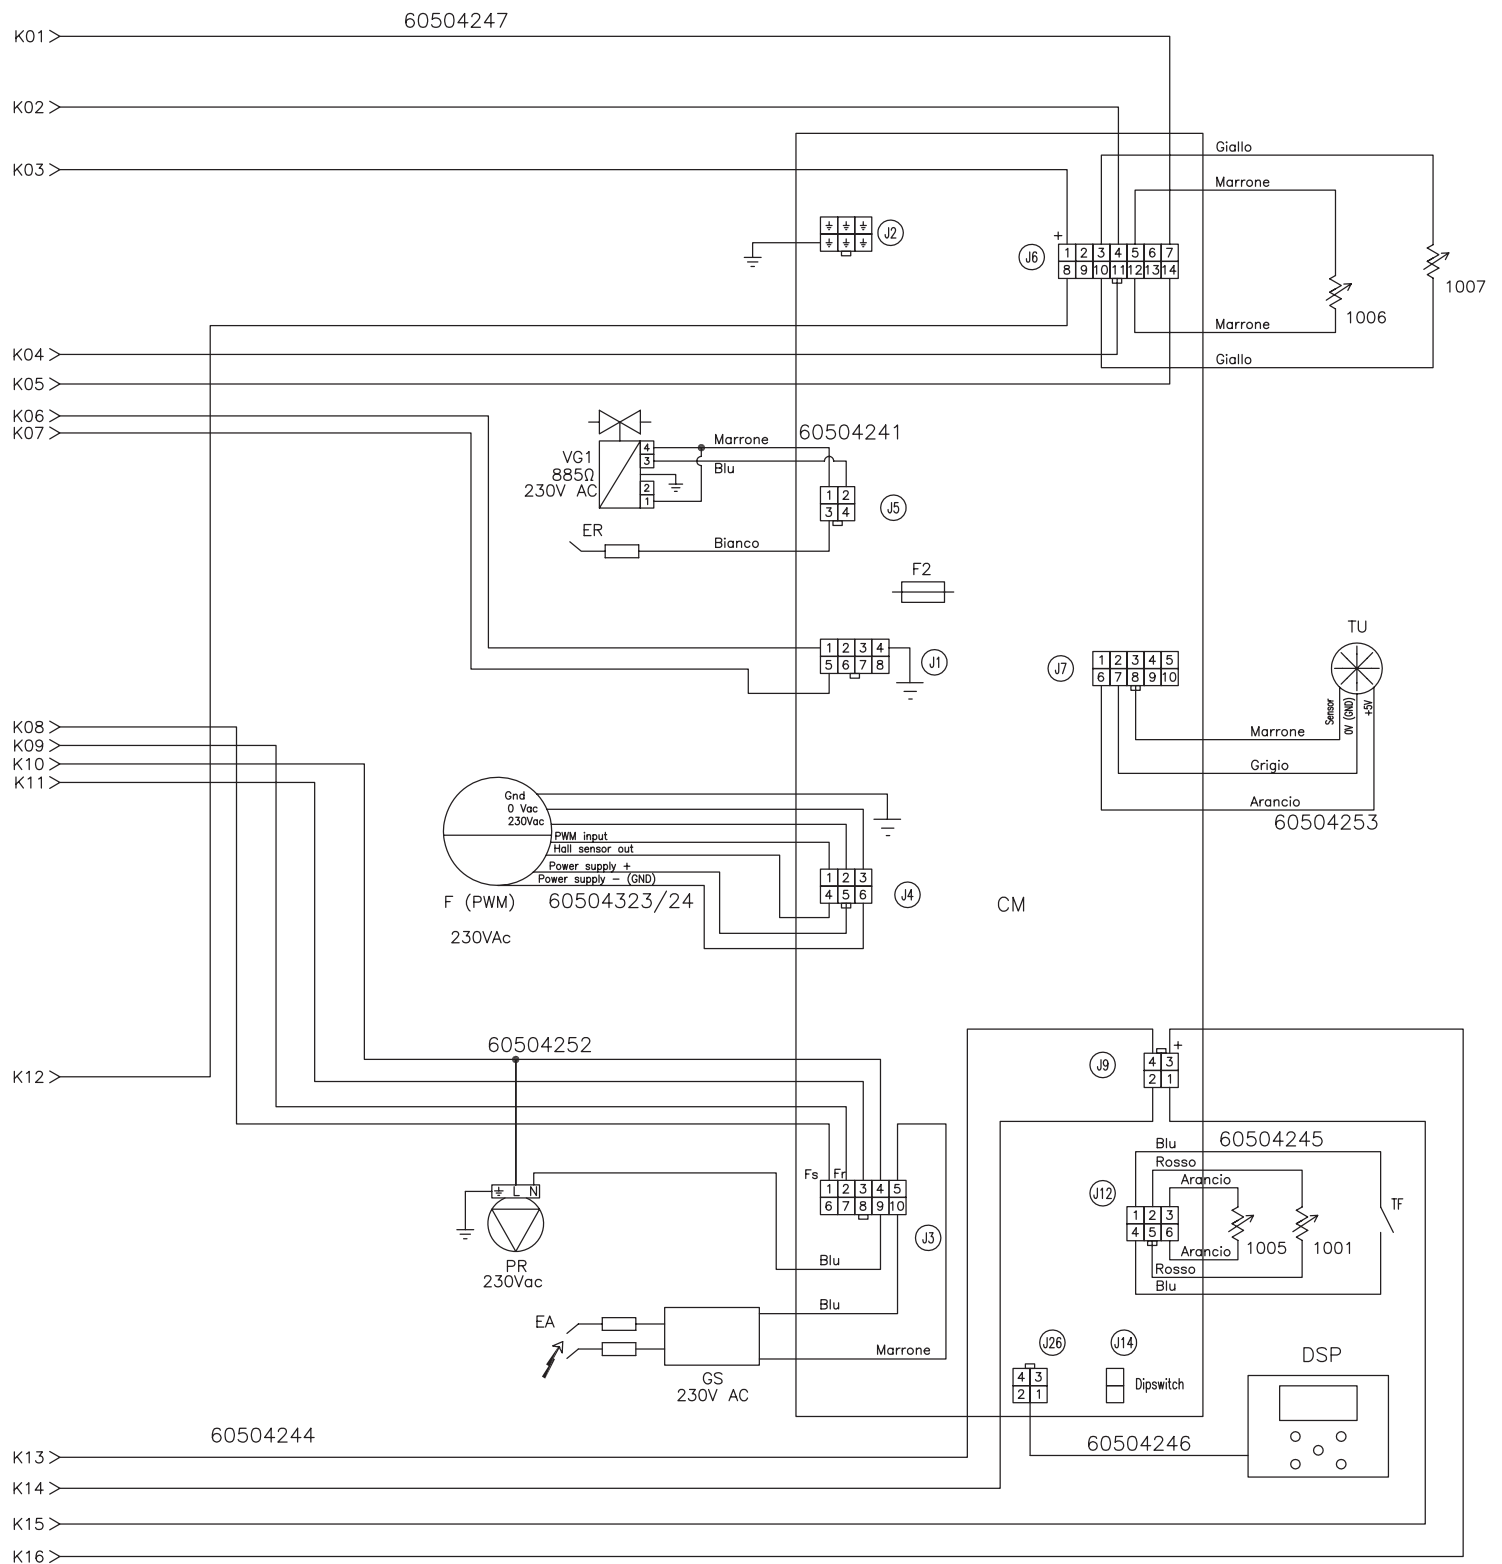 60504247
K01
K02
K03
Giallo
Marrone
J2
+
J6
1 2 3 4 5 6 7
8 9 10 11 12 13 14
1007
1006
Marrone
Giallo
K04
K05
K06
K07
60504241
Marrone
Blu
VG1
885Ω
230V AC
4
3
2
1
1 2
3 4
J5
ER
Bianco
F2
TU
1 2 3 4
5 6 7 8
J1
J7
1 2 3 4 5
6 7 8 9 10
Sensor
0V (GND)
+5V
Marrone
Grigio
Arancio
60504253
K08
K09
K10
K11
Gnd
0 Vac
230Vac
PWM input
Hall sensor out
Power supply +
Power supply - (GND)
F (PWM)
60504323/24
230VAc
1 2 3
4 5 6
J4
CM
60504252
K12
J9
+
4 3
2 1
60504245
Blu
Rosso
Arancio
J12
1 2 3
4 5 6
1005
1001
TF
Arancio
Rosso
Blu
Fs Fr
1 2 3 4 5
6 7 8 9 10
J3
L N
PR
230Vac
Blu
Blu
EA
Marrone
GS
230V AC
J26
J14
4 3
2 1
Dipswitch
DSP
60504244
60504246
K13
K14
K15
K16